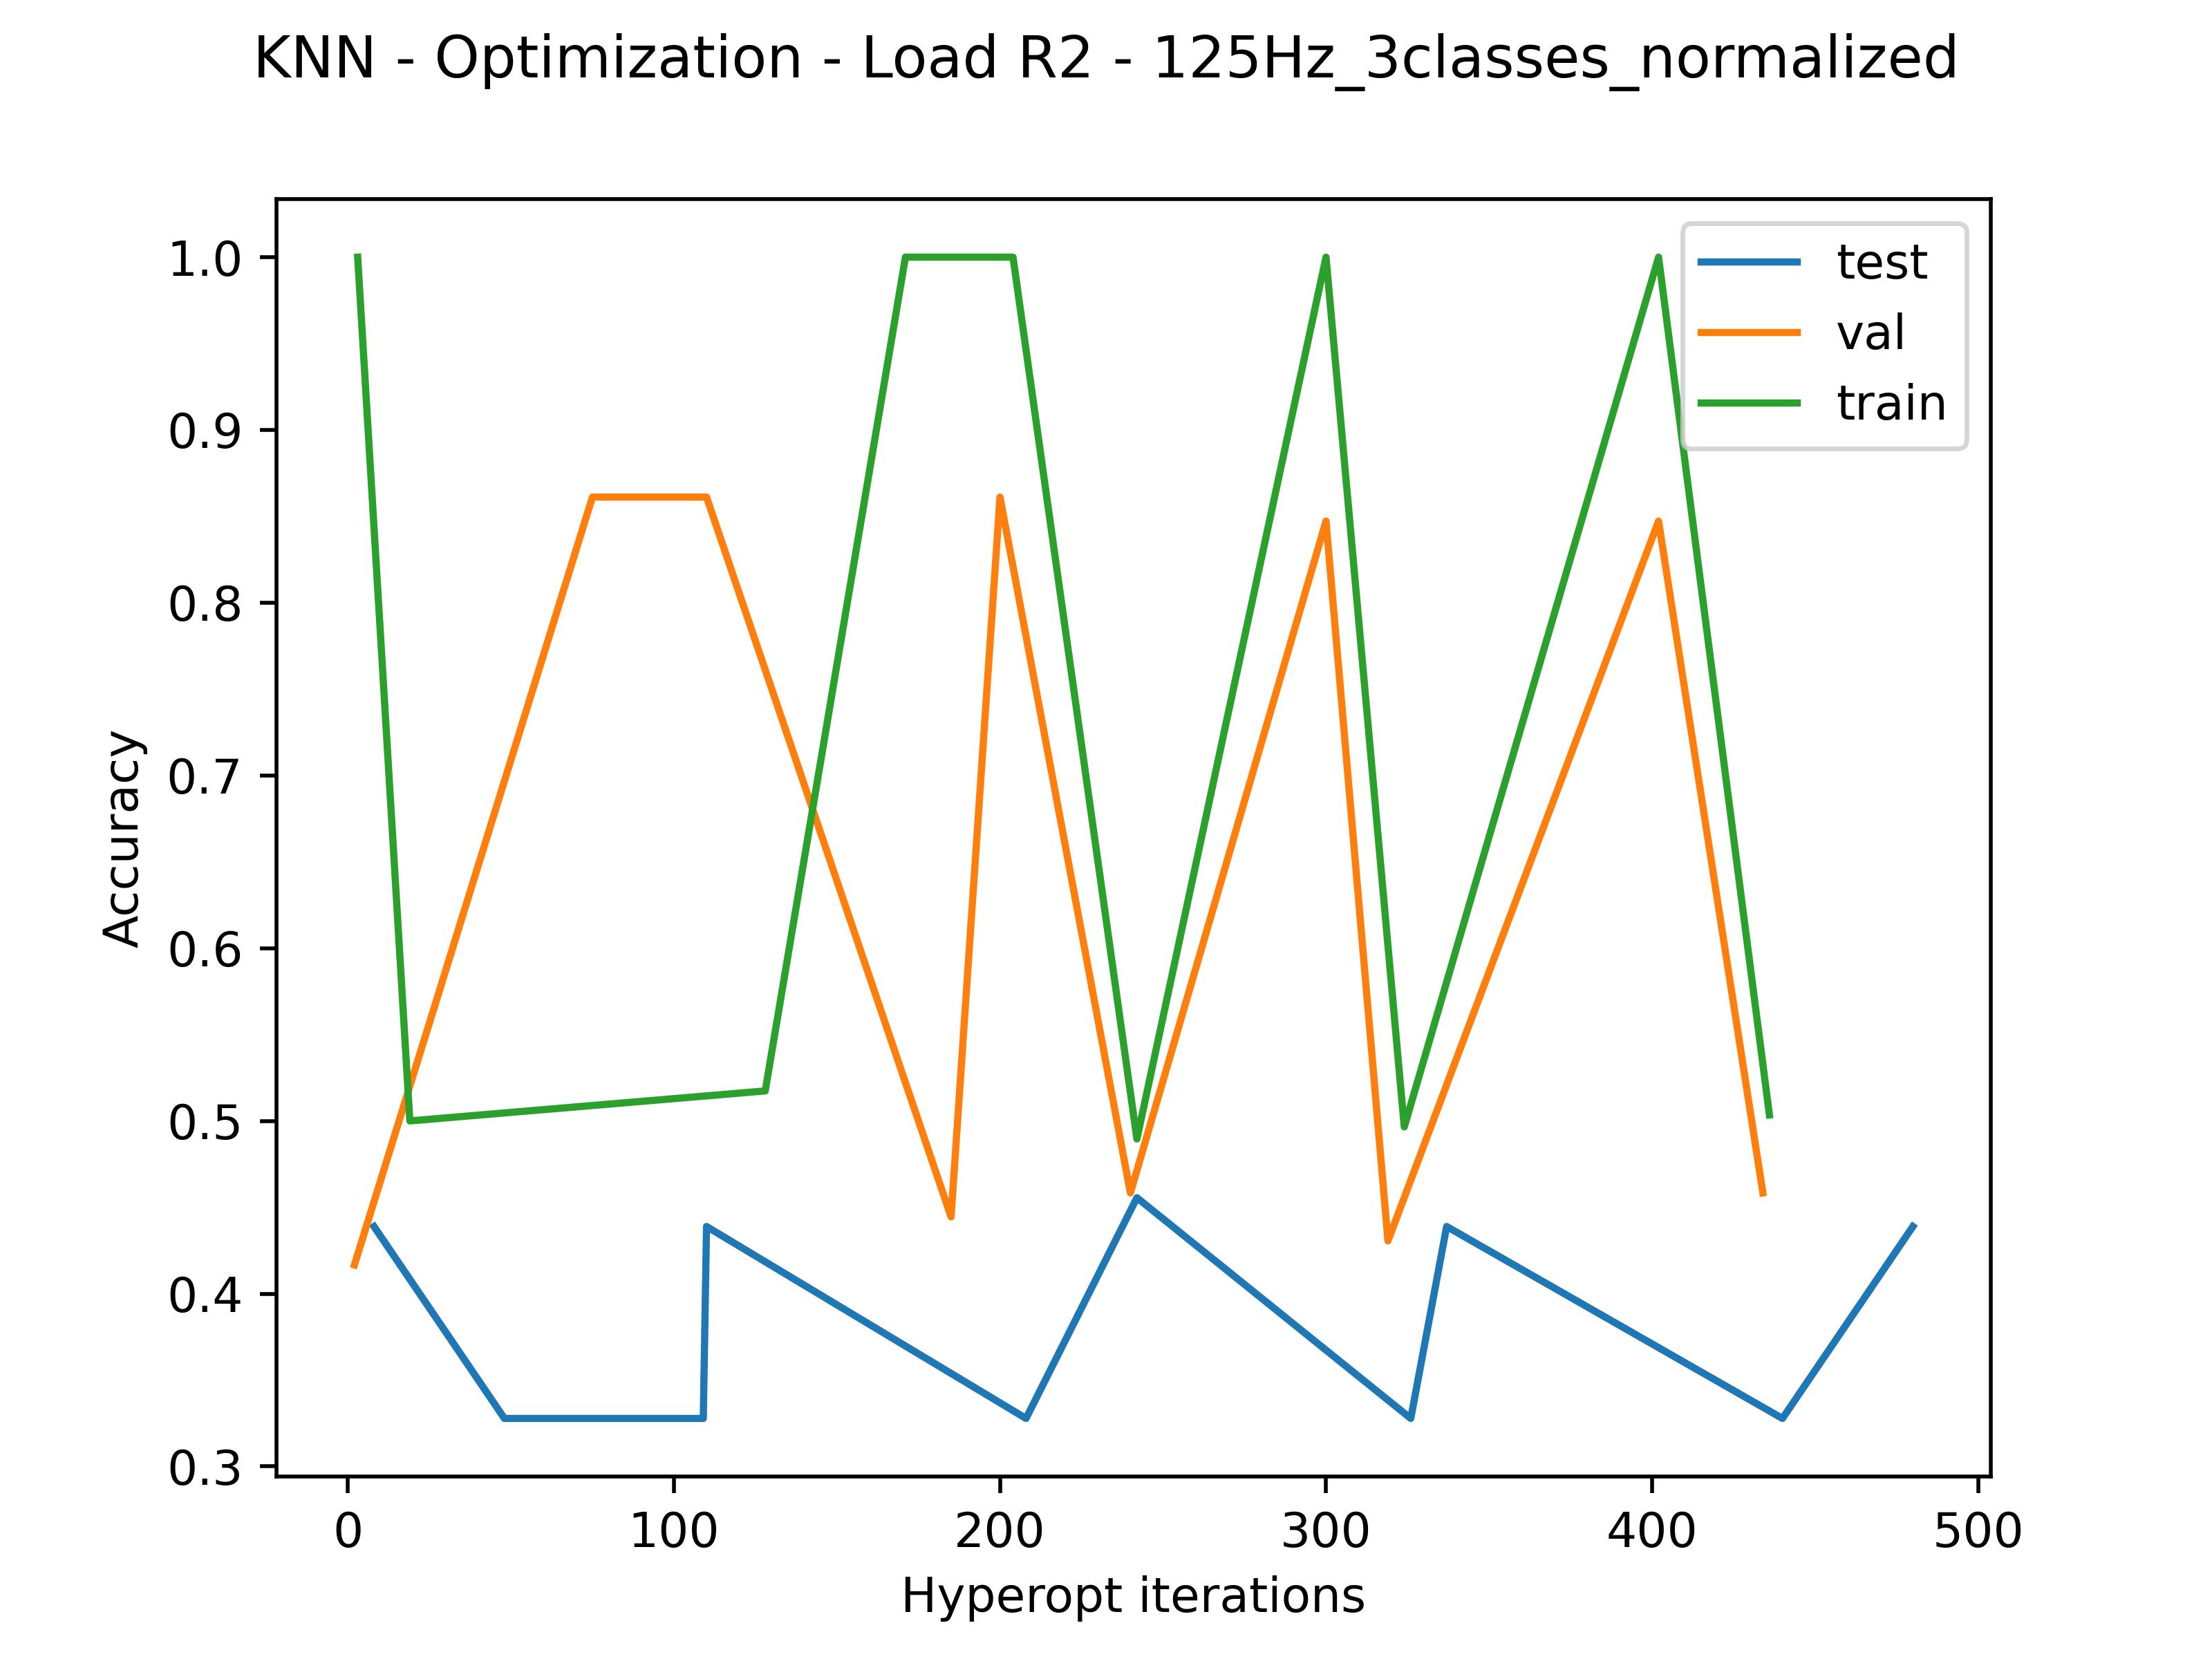 KNN - Optimization - Load R2 - 125Hz_3classes_normalized
test
val
train
1.0
0.9
0.8
0.7
0.6
0.5
0.4
0.3
Accuracy
0 100 200 300 400 500
Hyperopt iterations